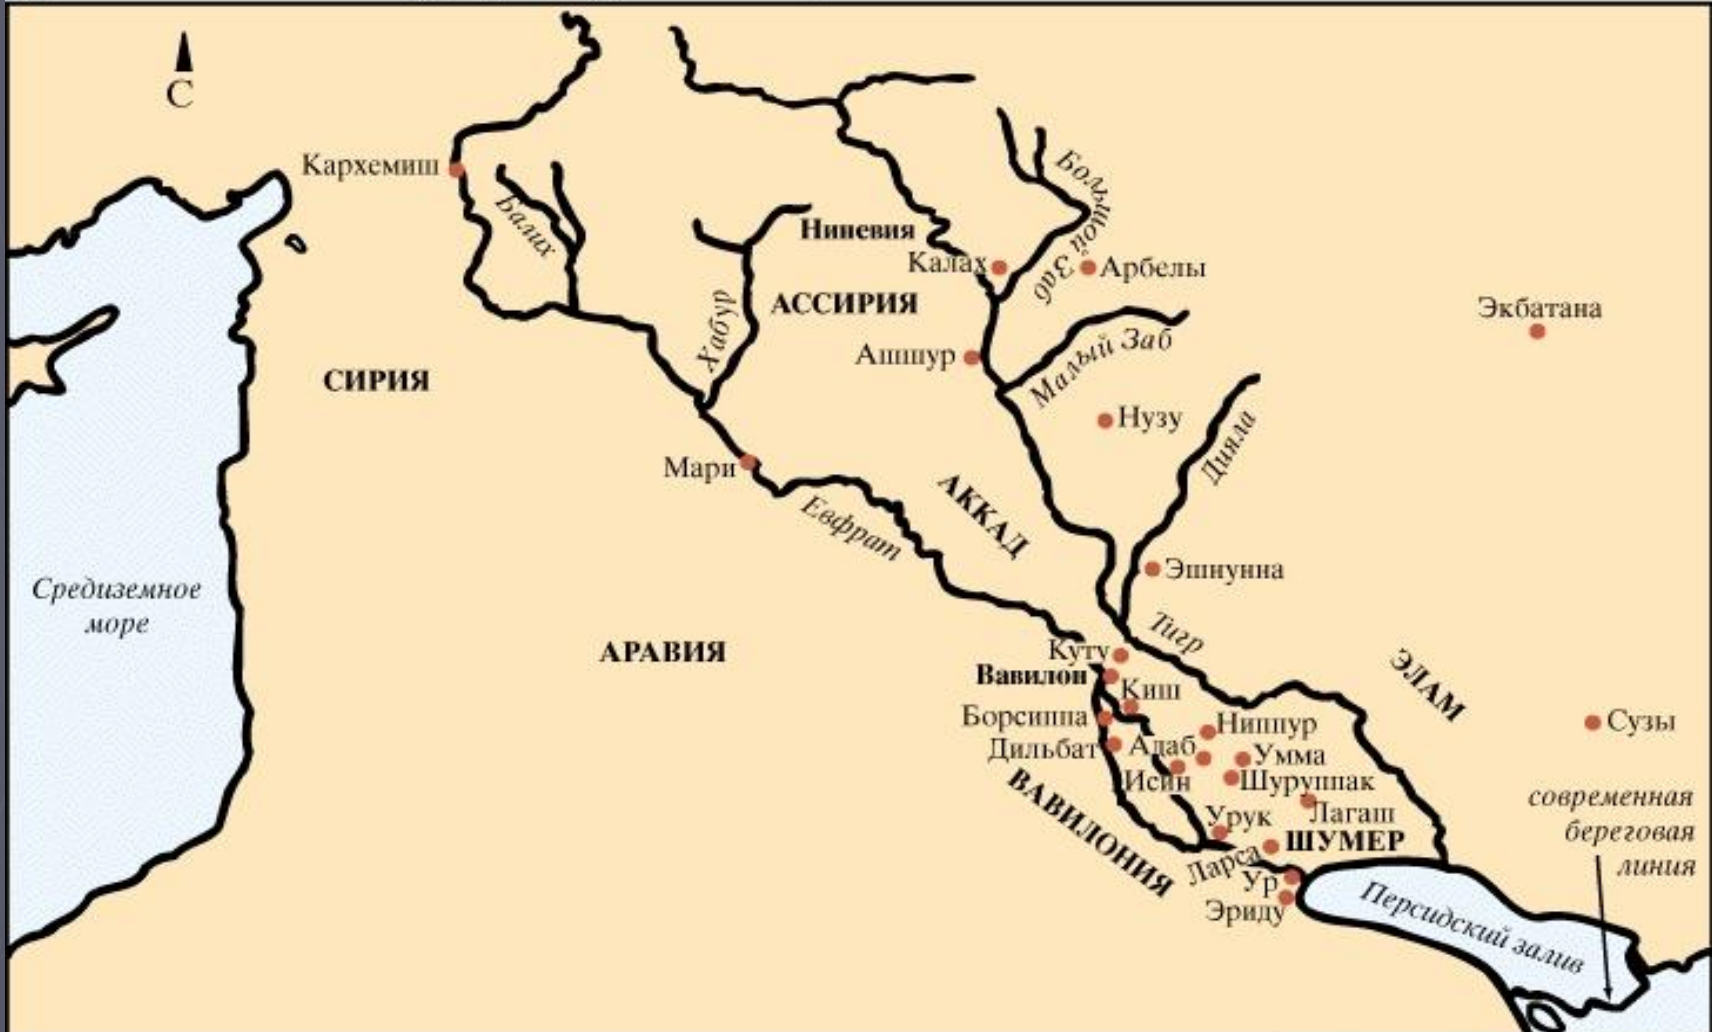 С
Кархемиш
Балих
Большой Заб
Ниневия
Калах
Арбелы
Хабур
АССИРИЯ
Экбатана
Ашшур
Малый Заб
СИРИЯ
Нузу
Дияла
Мари
АККАД
Евфрат
Эшнунна
Средиземное
море
Тигр
АРАВИЯ
Куту
Вавилон
Киш
ЭЛАМ
Борсиппа
Ниппур
Сузы
Дильбат
Адаб
Умма
Исин
Шуруппак
ВАВИЛОНИЯ
Лагаш
современная
береговая
линия
Урук
ШУМЕР
Ларса
Ур
Эриду
Персидский залив